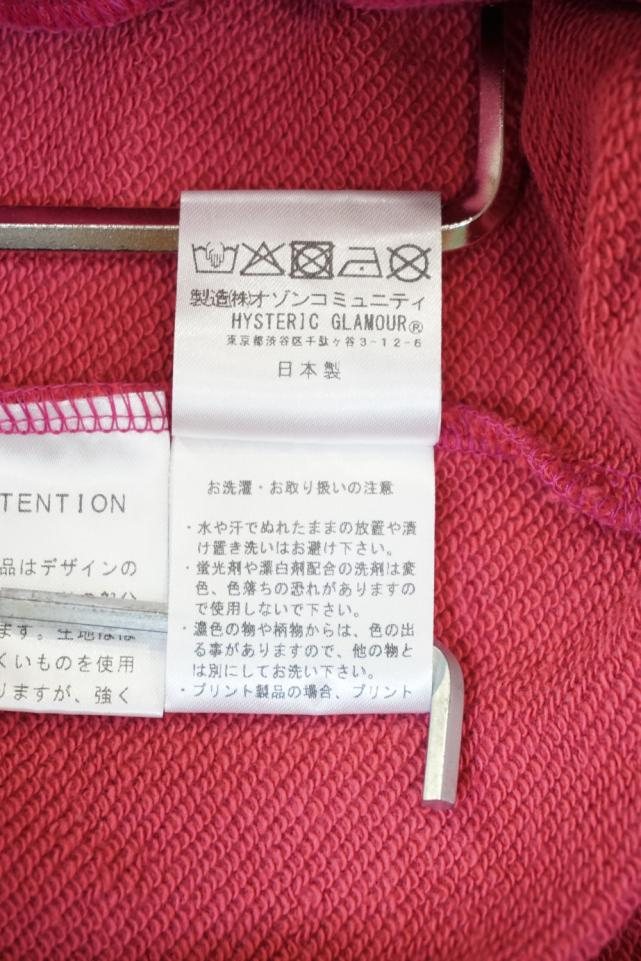 製造(株)オゾンコミュニティ
HYSTERIC GLAMOUR®
東京都渋谷区千駄ヶ谷3-12-6
日本製
お洗濯・お取り扱いの注意
・水や汗でぬれたままの放置や漬
け置き洗いはお避け下さい。
・蛍光剤や漂白剤配合の洗剤は変
色、色落ちの恐れがありますの
で使用しないで下さい。
・濃色の物や柄物からは、色の出
る事がありますので、他の物と
は別にしてお洗い下さい。
・プリント製品の場合、プリント
TENTION
品はデザインの
ます。生地はほ
くいものを使用
りますが、強く